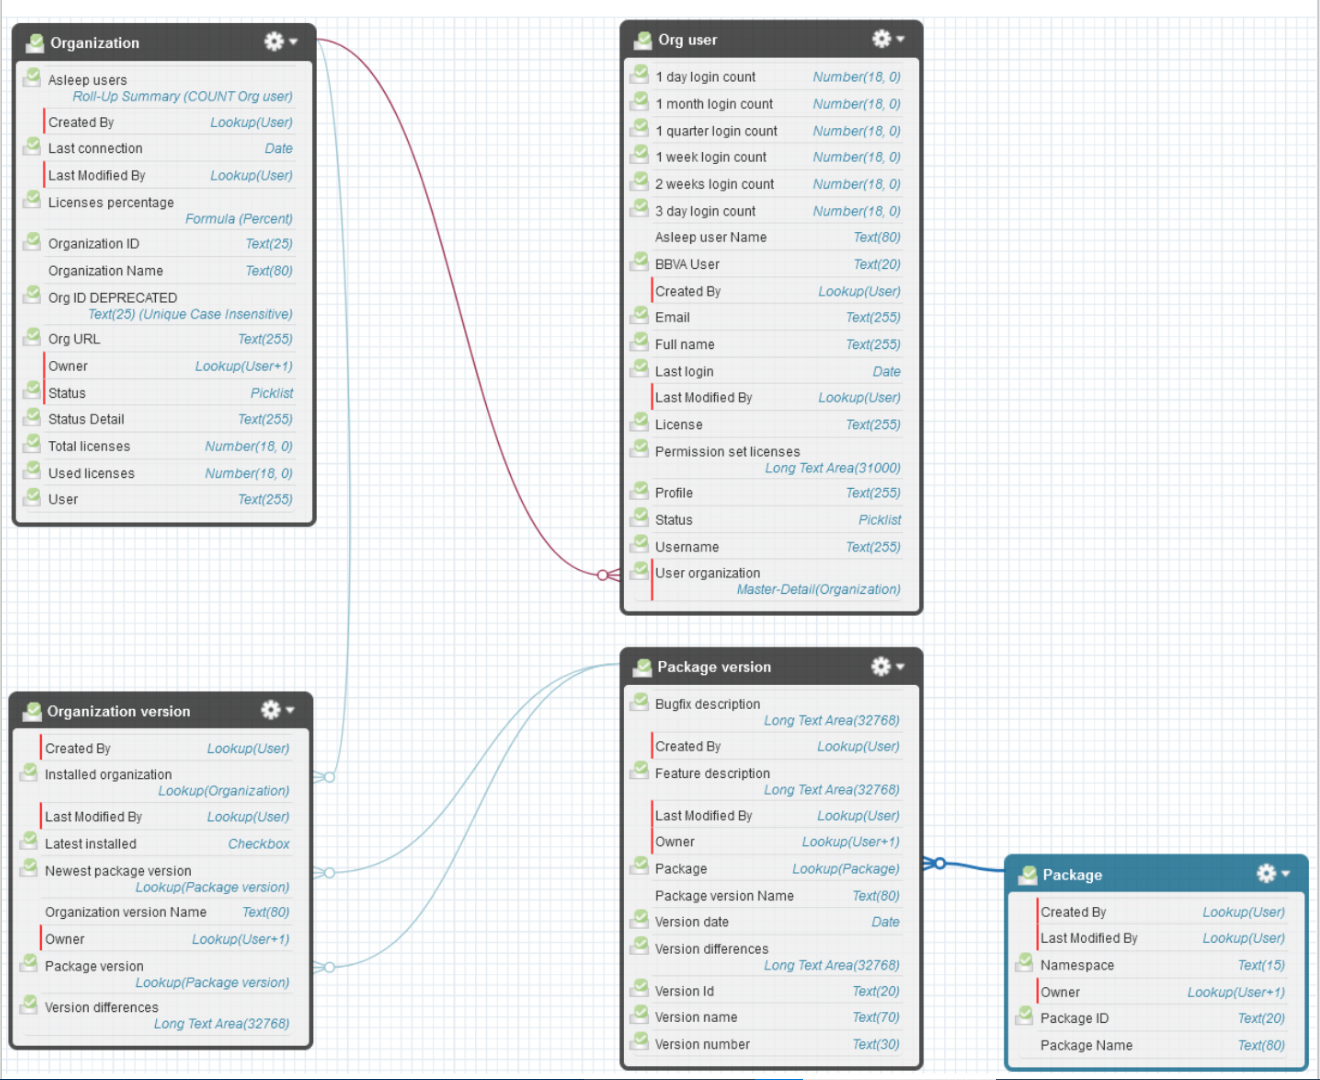 Organization
Asleep users
Roll-Up Summary (COUNT Org user)
Created By Lookup(User)
Last connection Date
Last Modified By Lookup(User)
Licenses percentage
Formula (Percent)
Organization ID Text(25)
Organization Name Text(80)
Org ID DEPRECATED
Text(25) (Unique Case Insensitive)
Org URL Text(255)
Owner Lookup(User+1)
Status Picklist
Status Detail Text(255)
Total licenses Number(18, 0)
Used licenses Number(18, 0)
User Text(255)
Org user
1 day login count Number(18, 0)
1 month login count Number(18, 0)
1 quarter login count Number(18, 0)
1 week login count Number(18, 0)
2 weeks login count Number(18, 0)
3 day login count Number(18, 0)
Asleep user Name Text(80)
BBVA User Text(20)
Created By Lookup(User)
Email Text(255)
Full name Text(255)
Last login Date
Last Modified By Lookup(User)
License Text(255)
Permission set licenses
Long Text Area(31000)
Profile Text(255)
Status Picklist
Username Text(255)
User organization
Master-Detail(Organization)
Organization version
Created By Lookup(User)
Installed organization
Lookup(Organization)
Last Modified By Lookup(User)
Latest installed Checkbox
Newest package version
Lookup(Package version)
Organization version Name Text(80)
Owner Lookup(User+1)
Package version
Lookup(Package version)
Version differences
Long Text Area(32768)
Package version
Bugfix description
Long Text Area(32768)
Created By Lookup(User)
Feature description
Long Text Area(32768)
Last Modified By Lookup(User)
Owner Lookup(User+1)
Package Lookup(Package)
Package version Name Text(80)
Version date Date
Version differences
Long Text Area(32768)
Version Id Text(20)
Version name Text(70)
Version number Text(30)
Package
Created By Lookup(User)
Last Modified By Lookup(User)
Namespace Text(15)
Owner Lookup(User+1)
Package ID Text(20)
Package Name Text(80)